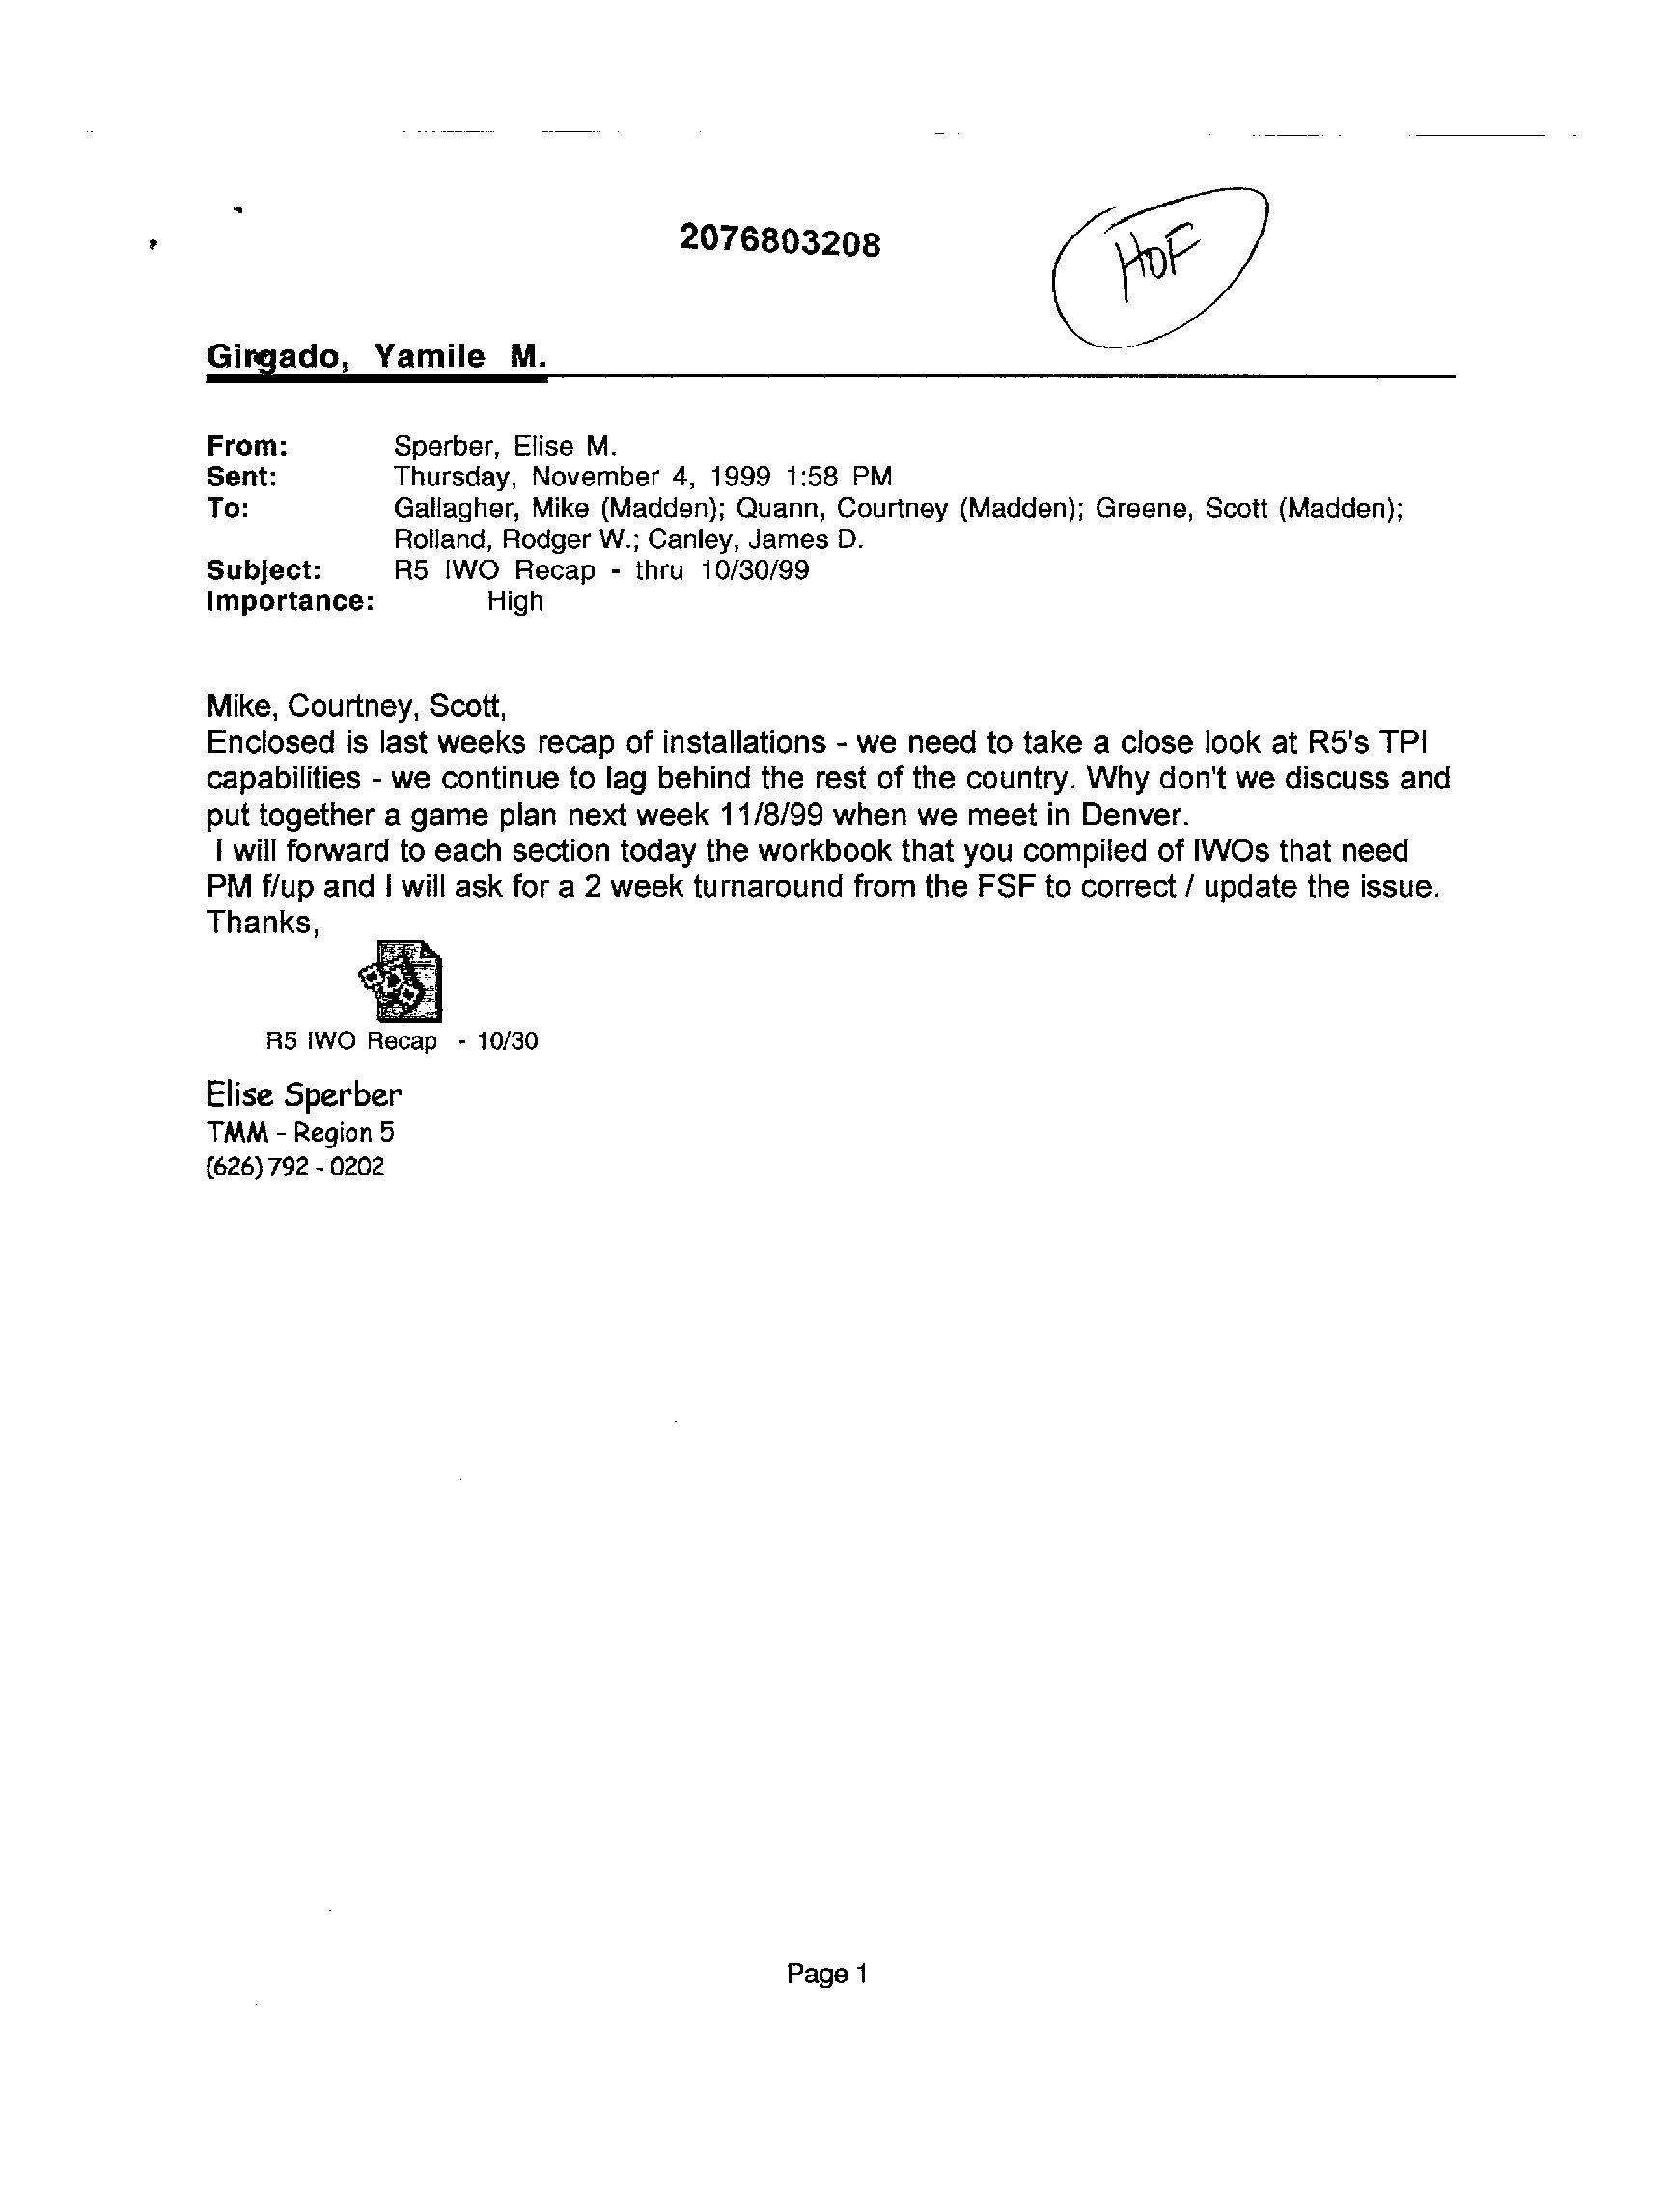 2076803208
HOF
Girgado, Yamile M.
From: Sperber, Elise M.
Sent: Thursday, November 4, 1999 1:58 PM
To: Gallagher, Mike (Madden); Quann, Courtney (Madden); Greene, Scott (Madden);
Rolland, Rodger W.; Canley, James D.
Subject: R5 IWO Recap - thru 10/30/99
Importance: High
Mike, Courtney, Scott,
Enclosed is last weeks recap of installations - we need to take a close look at R5's TPI
capabilities - we continue to lag behind the rest of the country. Why don't we discuss and
put together a game plan next week 11/8/99 when we meet in Denver.
I will forward to each section today the workbook that you compiled of IWOs that need
PM f/up and I will ask for a 2 week turnaround from the FSF to correct / update the issue.
Thanks,
R5 IWO Recap - 10/30
Elise Sperber
TMM - Region 5
(626) 792 - 0202
Page 1